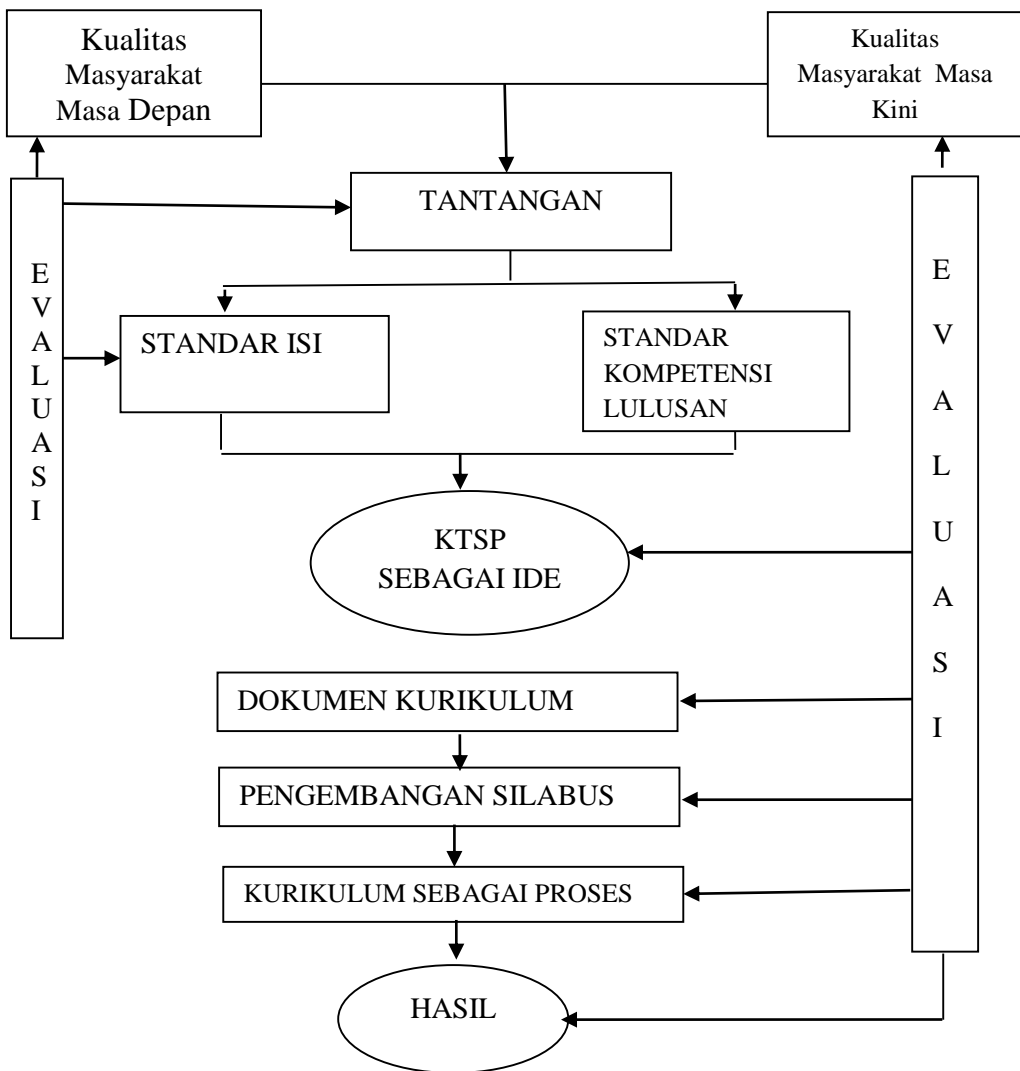 Kualitas
Masyarakat
Masa Depan
Kualitas
Masyarakat Masa
Kini
TANTANGAN
E
V
A
L
U
A
S
I
STANDAR ISI
STANDAR
KOMPETENSI
LULUSAN
E
V
A
L
U
A
S
I
KTSP
SEBAGAI IDE
DOKUMEN KURIKULUM
PENGEMBANGAN SILABUS
KURIKULUM SEBAGAI PROSES
HASIL